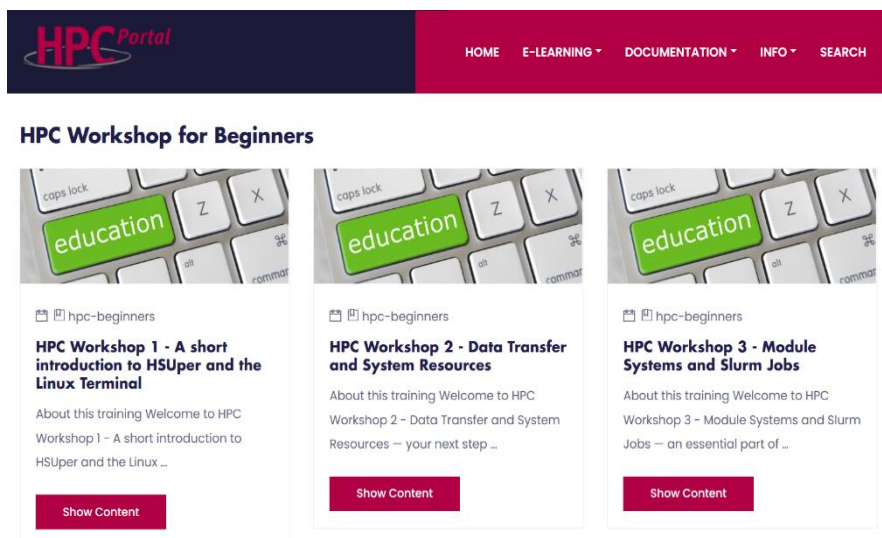 HPC Portal
HOME E-LEARNING DOCUMENTATION INFO SEARCH
HPC Workshop for Beginners
caps lock
education
Z
X
alt
comman
hpc-beginners
HPC Workshop 1 - A short
introduction to HSUper and the
Linux Terminal
About this training Welcome to HPC
Workshop 1 - A short introduction to
HSUper and the Linux ...
Show Content
caps lock
education
Z
X
alt
comman
hpc-beginners
HPC Workshop 2 - Data Transfer
and System Resources
About this training Welcome to HPC
Workshop 2 - Data Transfer and System
Resources — your next step ...
Show Content
caps lock
education
Z
X
alt
comman
hpc-beginners
HPC Workshop 3 - Module
Systems and Slurm Jobs
About this training Welcome to HPC
Workshop 3 - Module Systems and Slurm
Jobs — an essential part of ...
Show Content